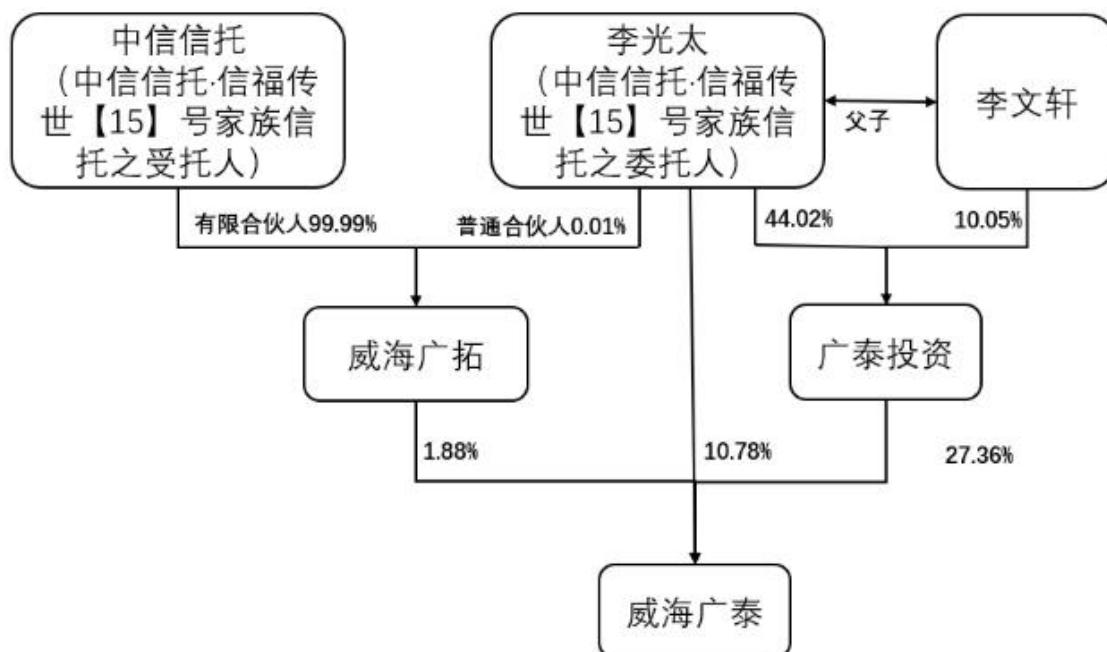 中信信托
（中信信托·信福传
世【15】号家族信
托之受托人）
李光太
（中信信托·信福传
世【15】号家族信
托之委托人）
父子
李文轩
有限合伙人99.99%
普通合伙人0.01%
44.02%
10.05%
威海广拓
广泰投资
1.88%
10.78%
27.36%
威海广泰